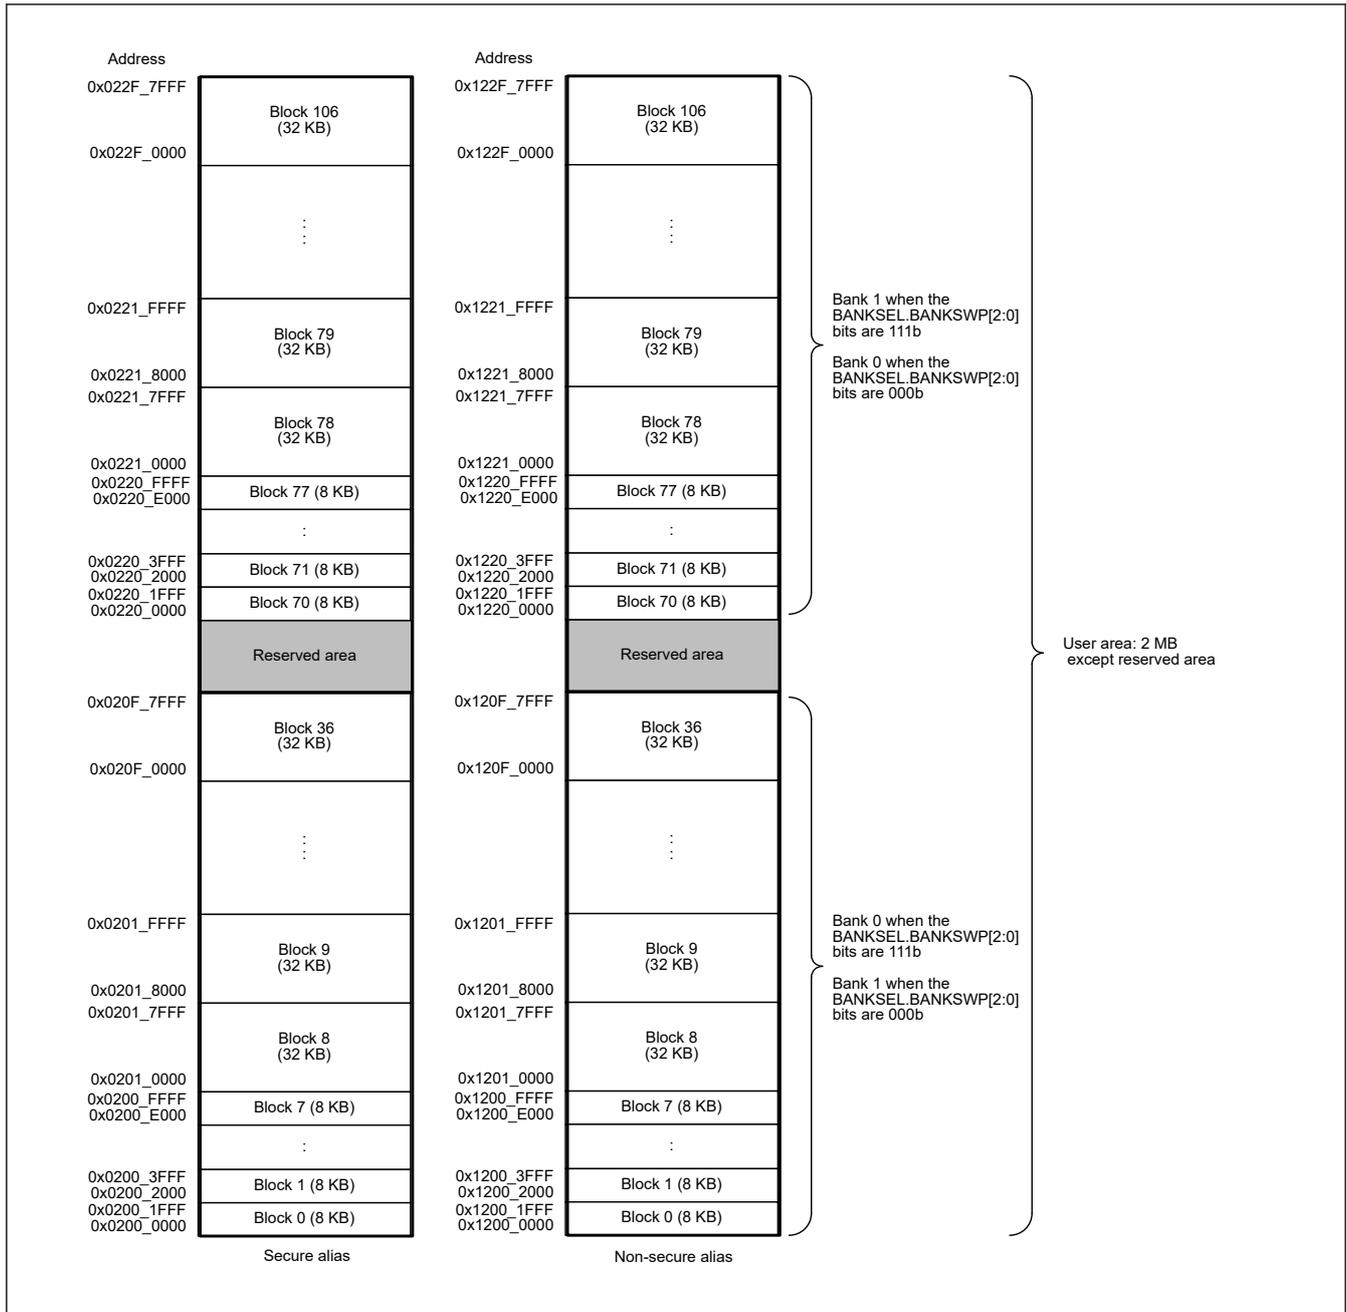 Address
0x022F_7FFF
Block 106
(32 KB)
0x022F_0000
:
:
0x0221_FFFF
Block 79
(32 KB)
0x0221_8000
0x0221_7FFF
Block 78
(32 KB)
0x0221_0000
0x0220_FFFF
0x0220_E000
Block 77 (8 KB)
:
0x0220_3FFF
0x0220_2000
Block 71 (8 KB)
0x0220_1FFF
0x0220_0000
Block 70 (8 KB)
Reserved area
0x020F_7FFF
Block 36
(32 KB)
0x020F_0000
:
:
0x0201_FFFF
Block 9
(32 KB)
0x0201_8000
0x0201_7FFF
Block 8
(32 KB)
0x0201_0000
0x0200_FFFF
0x0200_E000
Block 7 (8 KB)
:
0x0200_3FFF
0x0200_2000
Block 1 (8 KB)
0x0200_1FFF
0x0200_0000
Block 0 (8 KB)
Secure alias
Address
0x122F_7FFF
Block 106
(32 KB)
0x122F_0000
:
:
0x1221_FFFF
Block 79
(32 KB)
0x1221_8000
0x1221_7FFF
Block 78
(32 KB)
0x1221_0000
0x1220_FFFF
0x1220_E000
Block 77 (8 KB)
:
0x1220_3FFF
0x1220_2000
Block 71 (8 KB)
0x1220_1FFF
0x1220_0000
Block 70 (8 KB)
Reserved area
0x120F_7FFF
Block 36
(32 KB)
0x120F_0000
:
:
0x1201_FFFF
Block 9
(32 KB)
0x1201_8000
0x1201_7FFF
Block 8
(32 KB)
0x1201_0000
0x1200_FFFF
0x1200_E000
Block 7 (8 KB)
:
0x1200_3FFF
0x1200_2000
Block 1 (8 KB)
0x1200_1FFF
0x1200_0000
Block 0 (8 KB)
Non-secure alias
Bank 1 when the
BANKSEL.BANKSWP[2:0]
bits are 111b
Bank 0 when the
BANKSEL.BANKSWP[2:0]
bits are 000b
Bank 0 when the
BANKSEL.BANKSWP[2:0]
bits are 111b
Bank 1 when the
BANKSEL.BANKSWP[2:0]
bits are 000b
User area: 2 MB
except reserved area